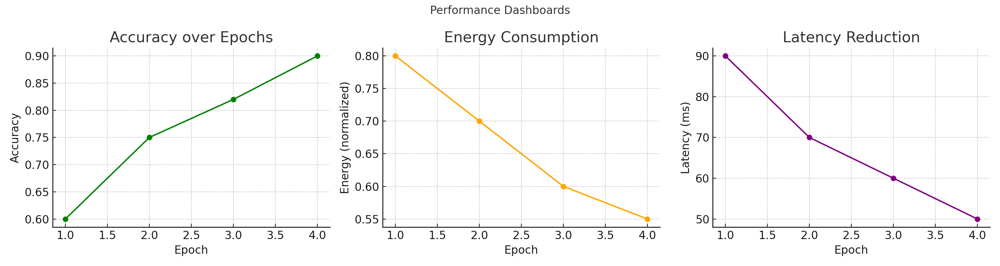 Performance Dashboards
Accuracy over Epochs
Accuracy
0.90
0.85
0.80
0.75
0.70
0.65
0.60
1.0 1.5 2.0 2.5 3.0 3.5 4.0
Epoch
Energy Consumption
Energy (normalized)
0.80
0.75
0.70
0.65
0.60
0.55
1.0 1.5 2.0 2.5 3.0 3.5 4.0
Epoch
Latency Reduction
Latency (ms)
90
80
70
60
50
1.0 1.5 2.0 2.5 3.0 3.5 4.0
Epoch